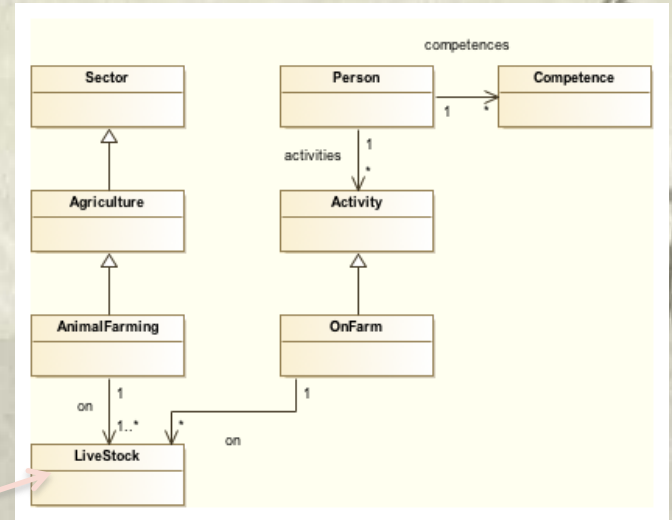 competences
Sector
Person
Competence
1
*
activities
1
*
Agriculture
Activity
AnimalFarming
OnFarm
1
1
on
1..*
*
on
LiveStock